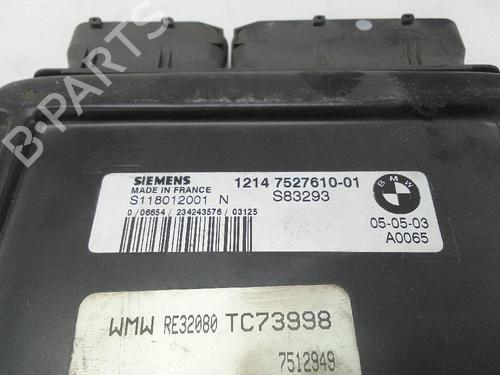 B-PARTS
SIEMENS
MADE IN FRANCE
S118012001 N
0/06654 / 234243576 / 03125
1214 7527610-01
S83293
BMW
05-05-03
A0065
WMW RE32080 TC73998
7512949